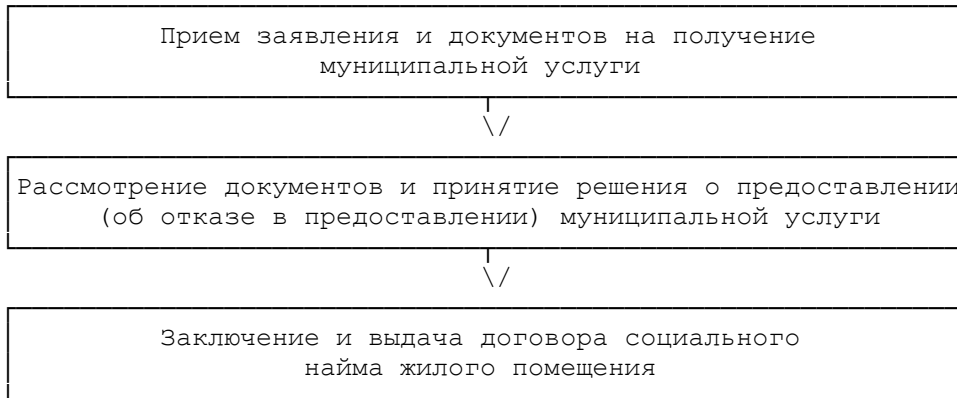 Прием заявления и документов на получение
муниципальной услуги
\/
Рассмотрение документов и принятие решения о предоставлении
(об отказе в предоставлении) муниципальной услуги
\/
Заключение и выдача договора социального
найма жилого помещения